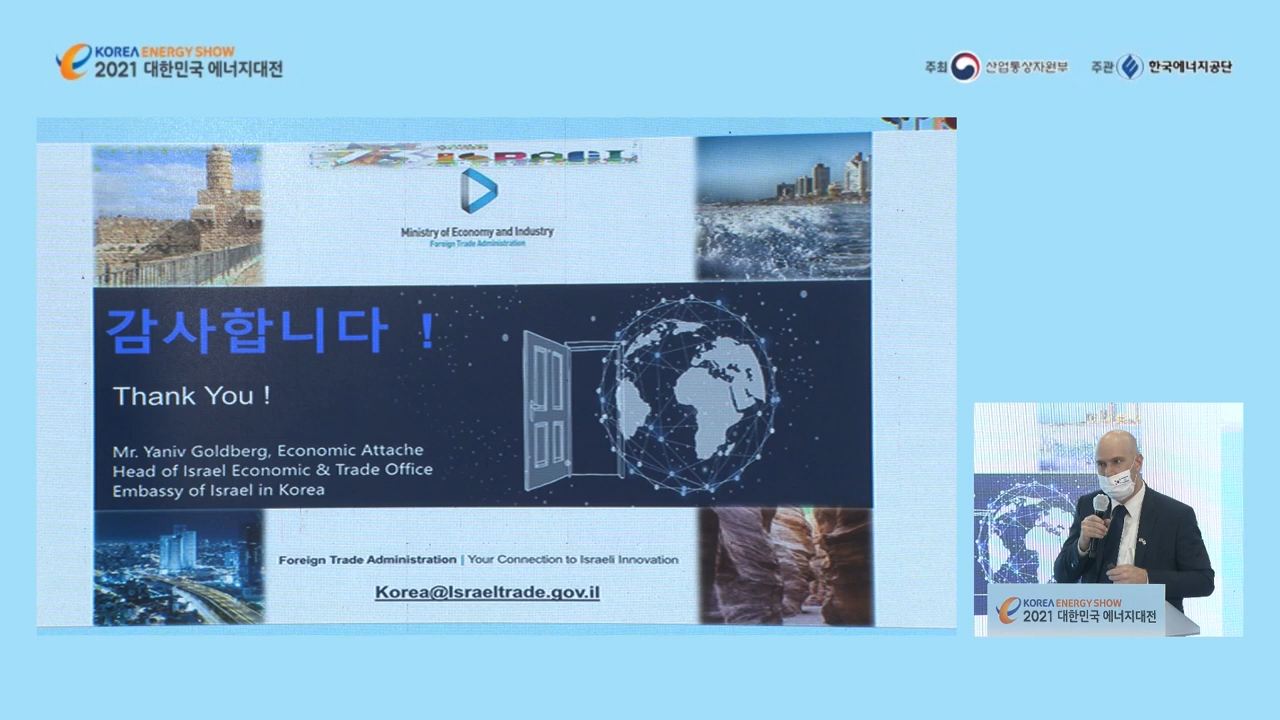 KOREA ENERGY SHOW
2021 대한민국 에너지대전
주최 산업통상자원부 주관 한국에너지공단
ISRAEL
Ministry of Economy and Industry
Foreign Trade Administration
감사합니다 !
Thank You !
Mr. Yaniv Goldberg, Economic Attache
Head of Israel Economic & Trade Office
Embassy of Israel in Korea
Foreign Trade Administration | Your Connection to Israeli Innovation
Korea@Israeltrade.gov.il
KOREA ENERGY SHOW
2021 대한민국 에너지대전